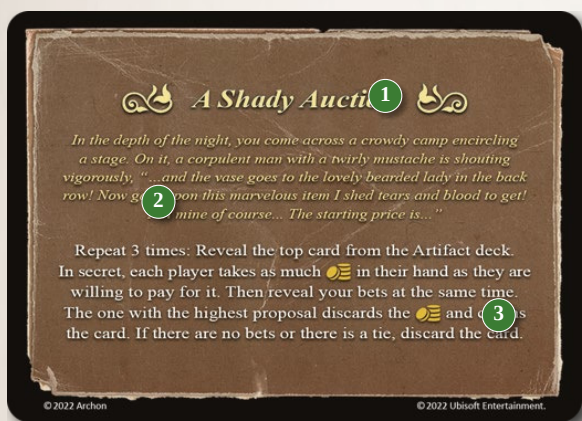 A Shady
1
In the depth of the night, you come across a crowdy camp encircling
a stage. On it, a corpulent man with a twirly mustache is shouting
vigorously, “...and the vase goes to the lovely bearded lady in the back
row! Now upon this marvelous item I shed tears and blood to get!
2
mine of course... The starting price is...”
Repeat 3 times: Reveal the top card from the Artifact deck.
In secret, each player takes as much in their hand as they are
willing to pay for it. Then reveal your bets at the same time.
The one with the highest proposal discards the and
3
the card. If there are no bets or there is a tie, discard the card.
© 2022 Archon
© 2022 Ubisoft Entertainment.